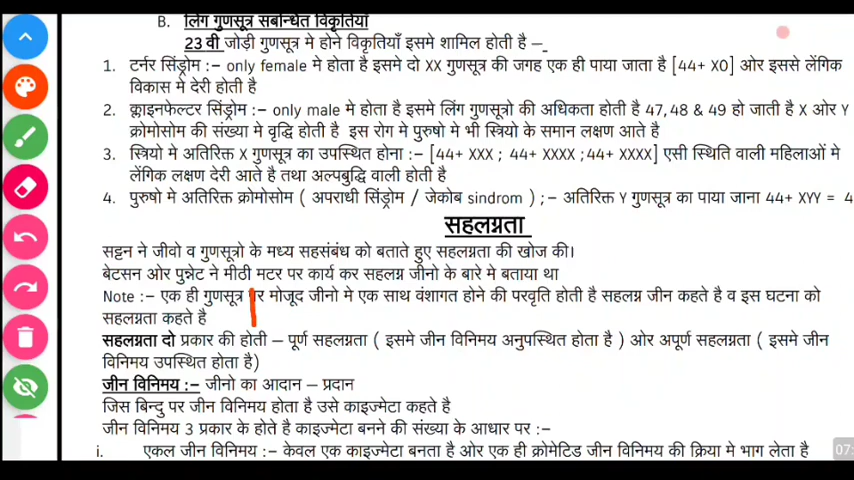 B. लिंग गुणसूत्र सबंन्धित विकृतियां
23 वी जोड़ी गुणसूत्र मे होने विकृतियाँ इसमे शामिल होती है –
1. टर्नर सिंड्रोम :– only female मे होता है इसमे दो XX गुणसूत्र की जगह एक ही पाया जाता है [44+ XO] ओर इससे लेंगिक
विकास मे देरी होती है
2. क्लाइनफेल्टर सिंड्रोम :– only male मे होता है इसमे लिंग गुणसूत्रो की अधिकता होती है 47,48 & 49 हो जाती है X ओर Y
क्रोमोसोम की संख्या मे वृद्धि होती है इस रोग मे पुरुषो मे भी स्त्रियो के समान लक्षण आते है
3. स्त्रियो मे अतिरिक्त X गुणसूत्र का उपस्थित होना :– [44+ XXX ; 44+ XXXX ;44+ XXXX] एसी स्थिति वाली महिलाओं मे
लेंगिक लक्षण देरी आते है तथा अल्पबुद्धि वाली होती है
4. पुरुषो मे अतिरिक्त क्रोमोसोम ( अपराधी सिंड्रोम / जेकोब sindrom ) ;– अतिरिक्त Y गुणसूत्र का पाया जाना 44+ XYY = 4
सहलग्नता
सट्टन ने जीवो व गुणसूत्रो के मध्य सहसंबंध को बताते हुए सहलग्नता की खोज की।
बेटसन ओर पुन्नेट ने मीठी मटर पर कार्य कर सहलग्न जीनो के बारे मे बताया था
Note :– एक ही गुणसूत्र पर मोजूद जीनो मे एक साथ वंशागत होने की परवृति होती है सहलग्न जीन कहते है व इस घटना को
सहलग्नता कहते है
सहलग्नता दो प्रकार की होती – पूर्ण सहलग्नता ( इसमे जीन विनिमय अनुपस्थित होता है ) ओर अपूर्ण सहलग्नता ( इसमे जीन
विनिमय उपस्थित होता है)
जीन विनिमय :– जीनो का आदान – प्रदान
जिस बिन्दु पर जीन विनिमय होता है उसे काइज्मेटा कहते है
जीन विनिमय 3 प्रकार के होते है काइज्मेटा बनने की संख्या के आधार पर :–
i. एकल जीन विनिमय :– केवल एक काइज्मेटा बनता है ओर एक ही क्रोमेटिड जीन विनिमय की क्रिया मे भाग लेता है